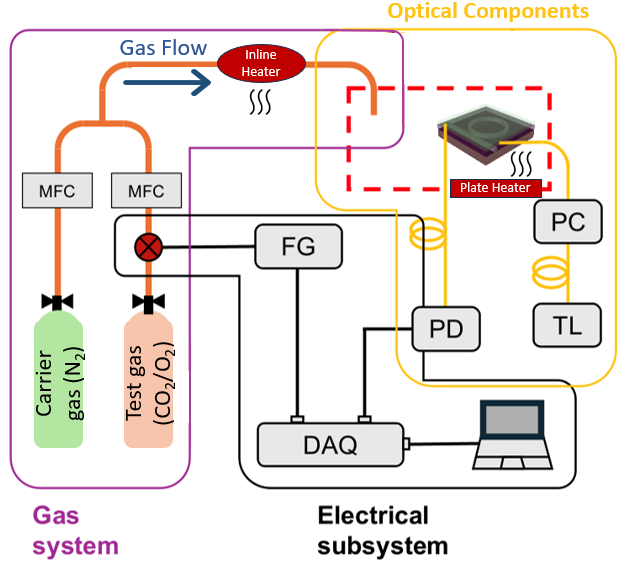 Optical Components
Gas Flow
Inline
Heater
MFC
MFC
Plate Heater
PC
FG
PD
TL
Carrier
gas (N₂)
Test gas
(CO₂/O₂)
DAQ
Gas
system
Electrical
subsystem